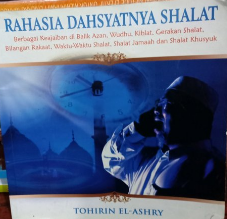 RAHASIA DAHSYATNYA SHALAT
Berbagai Keajaiban di Balik Azan, Wudhu, Kiblat, Gerakan Shalat,
Bilangan Rakaat, Waktu-Waktu Shalat, Shalat Jamaah dan Shalat Khusyuk
TOHIRIN EL-ASHRY